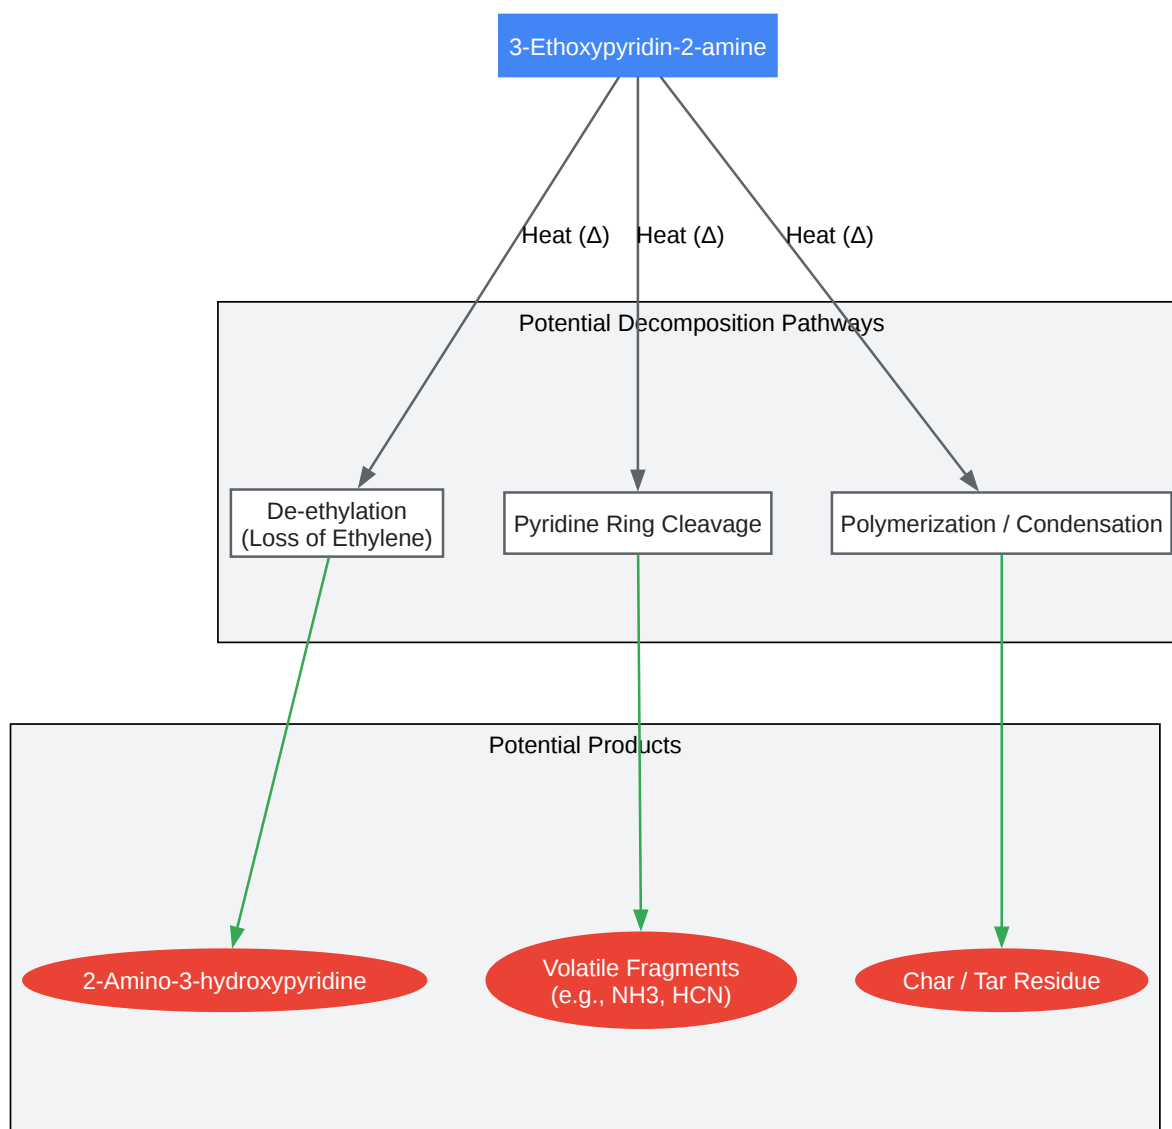 3-Ethoxypyridin-2-amine
Heat (Δ)
Heat (Δ)
Heat (Δ)
Potential Decomposition Pathways
De-ethylation
(Loss of Ethylene)
Pyridine Ring Cleavage
Polymerization / Condensation
Potential Products
2-Amino-3-hydroxypyridine
Volatile Fragments
(e.g., NH3, HCN)
Char / Tar Residue